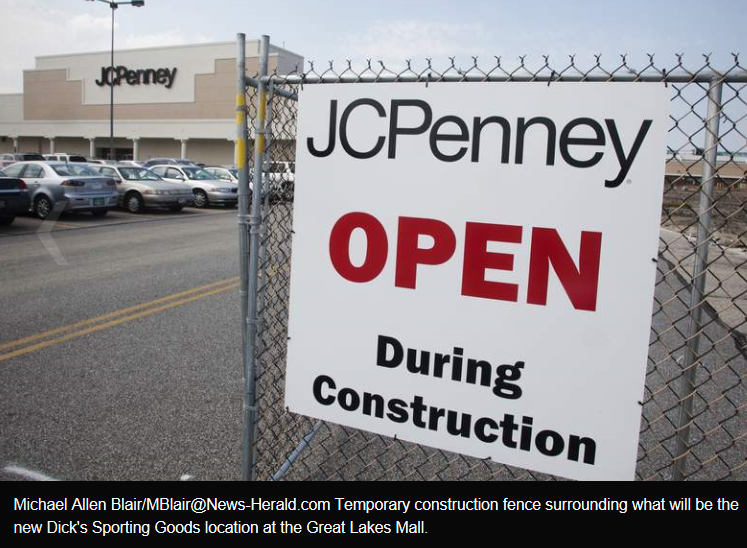 JCPenney
JCPenney
OPEN
During
Construction
Michael Allen Blair/MBlair@News-Herald.com Temporary construction fence surrounding what will be the
new Dick's Sporting Goods location at the Great Lakes Mall.